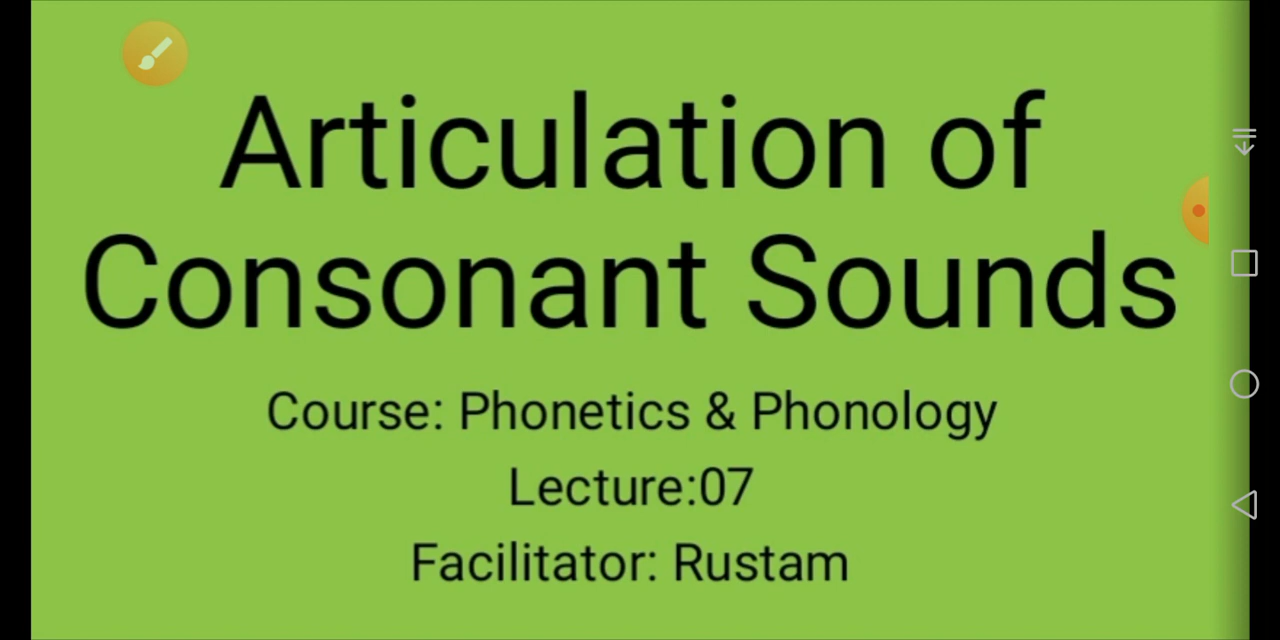 Articulation of
Consonant Sounds
Course: Phonetics & Phonology
Lecture:07
Facilitator: Rustam